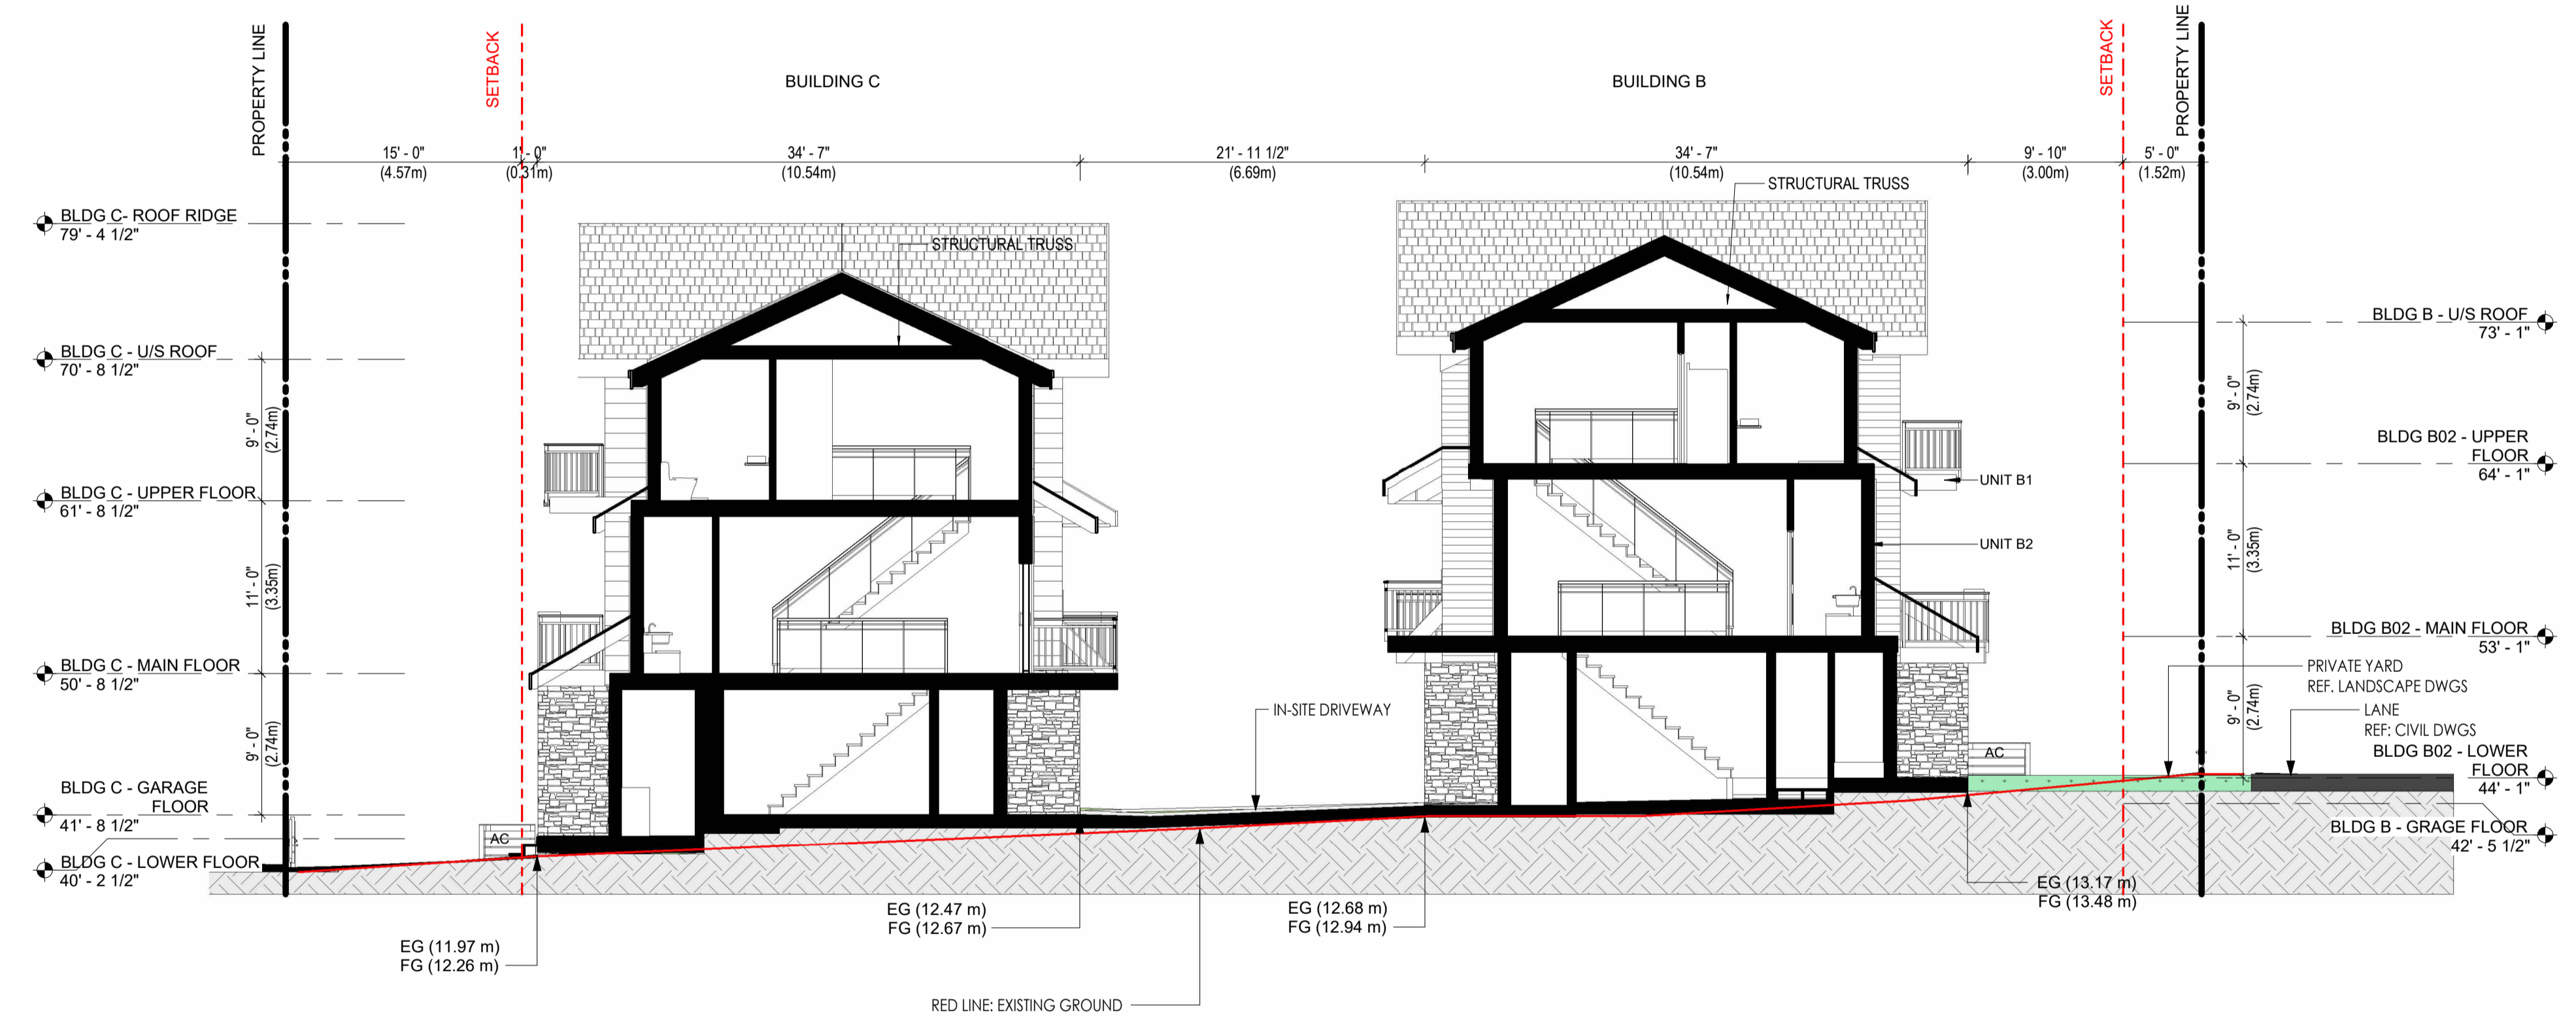 PROPERTY LINE
SETBACK
BUILDING C
BUILDING B
SETBACK
PROPERTY LINE
15' - 0"
(4.57m)
1' - 0"
(0.31m)
34' - 7"
(10.54m)
21' - 11 1/2"
(6.69m)
34' - 7"
(10.54m)
9' - 10"
(3.00m)
5' - 0"
(1.52m)
STRUCTURAL TRUSS
STRUCTURAL TRUSS
BLDG C- ROOF RIDGE
79' - 4 1/2"
BLDG C - U/S ROOF
70' - 8 1/2"
9' - 0"
(2.74m)
BLDG C - UPPER FLOOR
61' - 8 1/2"
11' - 0"
(3.35m)
BLDG C - MAIN FLOOR
50' - 8 1/2"
9' - 0"
(2.74m)
BLDG C - GARAGE
FLOOR
41' - 8 1/2"
BLDG C - LOWER FLOOR
40' - 2 1/2"
AC
BLDG B - U/S ROOF
73' - 1"
9' - 0"
(2.74m)
BLDG B02 - UPPER
FLOOR
64' - 1"
UNIT B1
UNIT B2
11' - 0"
(3.35m)
BLDG B02 - MAIN FLOOR
53' - 1"
PRIVATE YARD
REF. LANDSCAPE DWGS
9' - 0"
(2.74m)
LANE
REF: CIVIL DWGS
BLDG B02 - LOWER
FLOOR
44' - 1"
AC
BLDG B - GRAGE FLOOR
42' - 5 1/2"
IN-SITE DRIVEWAY
EG (11.97 m)
FG (12.26 m)
EG (12.47 m)
FG (12.67 m)
EG (12.68 m)
FG (12.94 m)
EG (13.17 m)
FG (13.48 m)
RED LINE: EXISTING GROUND